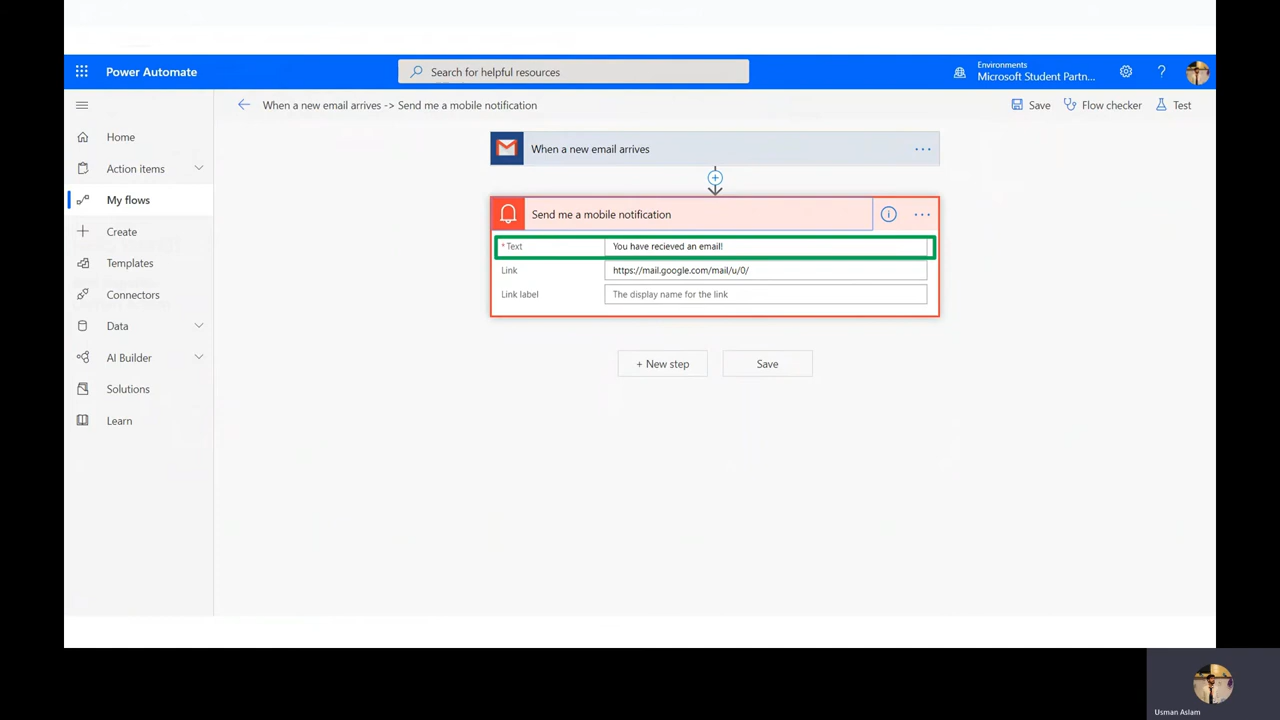 Power Automate
Search for helpful resources
Environments
Microsoft Student Partn...
?
When a new email arrives -> Send me a mobile notification
Save
Flow checker
Test
Home
Action items
My flows
Create
Templates
Connectors
Data
AI Builder
Solutions
Learn
When a new email arrives
Send me a mobile notification
* Text You have recieved an email!
Link https://mail.google.com/mail/u/0/
Link label The display name for the link
+ New step
Save
Usman Aslam